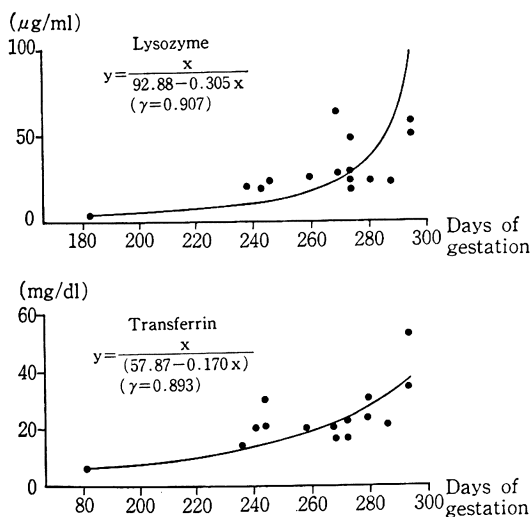 (μg/ml)
Lysozyme
y=x/(92.88-0.305x)
(γ=0.907)
100
50
0
180 200 220 240 260 280 300
Days of
gestation
(mg/dl)
Transferrin
y=x/(57.87-0.170x)
(γ=0.893)
60
40
20
0
80 200 220 240 260 280 300
Days of
gestation